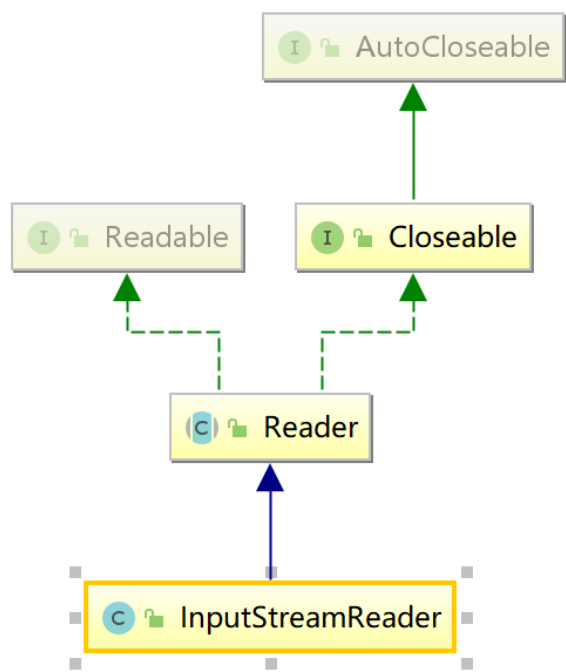 I AutoCloseable
I Readable
I Closeable
C Reader
C InputStreamReader